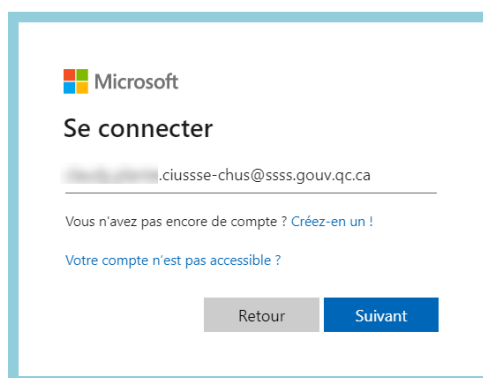 Microsoft
Se connecter
.ciussse-chus@ssss.gouv.qc.ca
Vous n'avez pas encore de compte ? Créez-en un !
Votre compte n'est pas accessible ?
Retour
Suivant